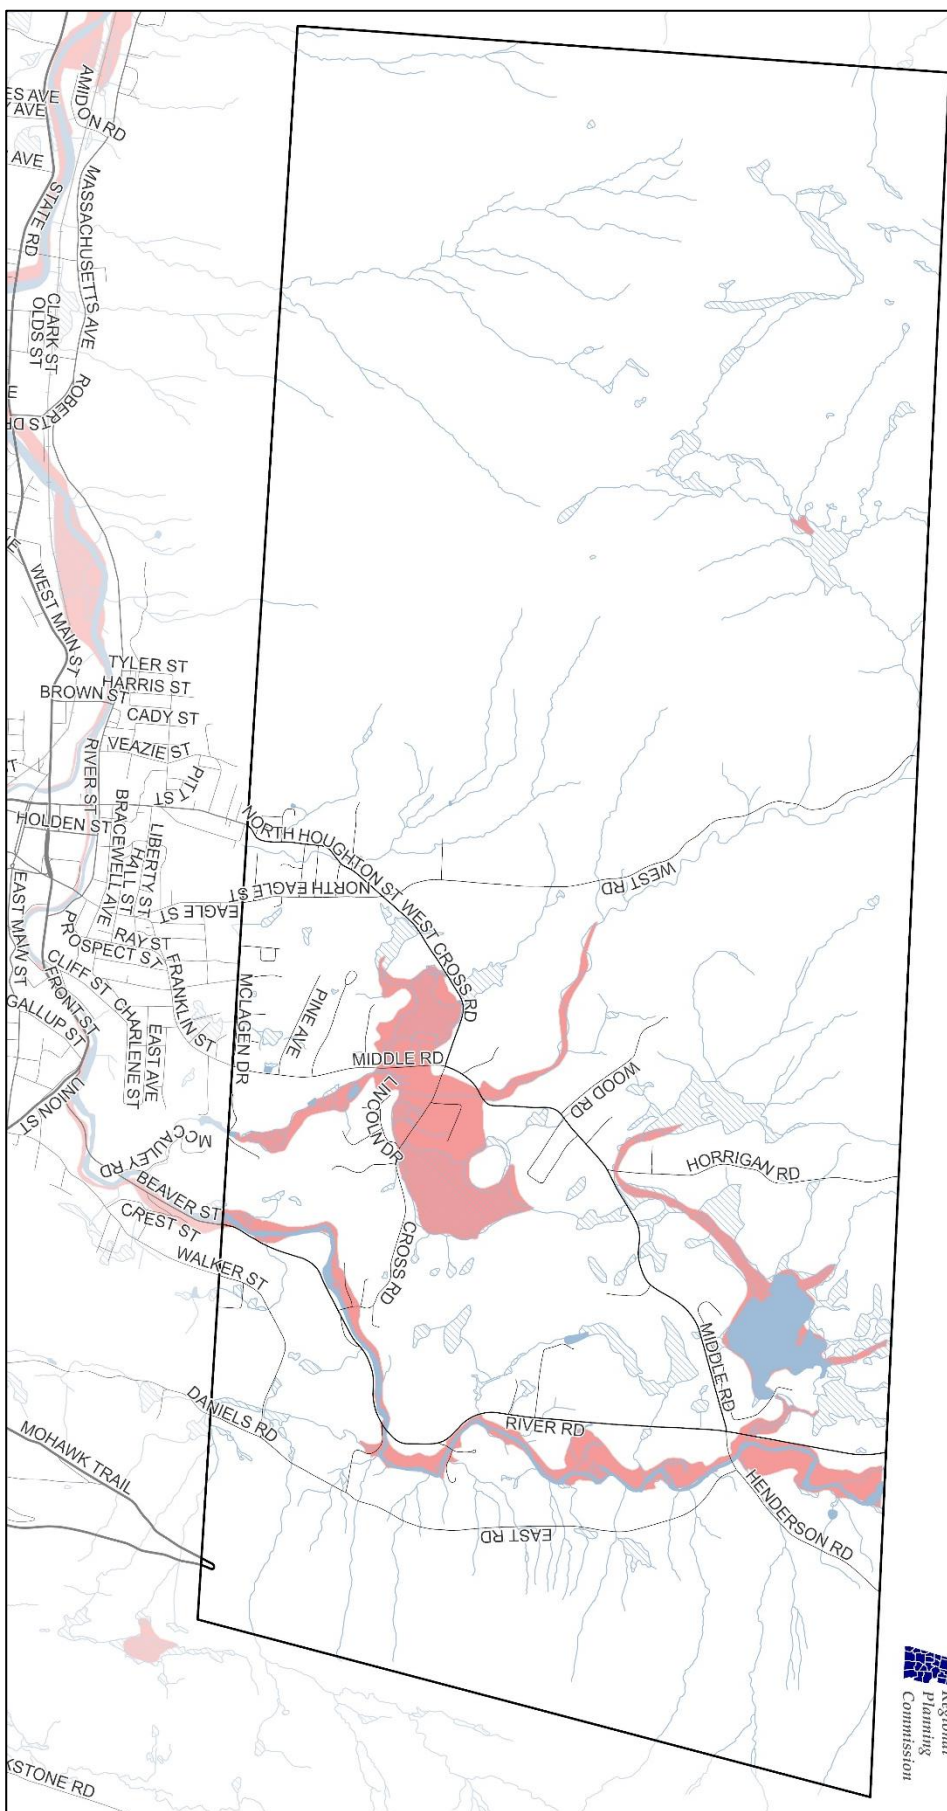 AMIDON RD
ES AVE
AVE
AVE
STATE RD
MASSACHUSETTS AVE
CLARK ST
OLDS ST
ROBERTS DR
E
WEST MAIN ST
TYLER ST
HARRIS ST
BROWN ST
CADY ST
VEAZIE ST
RIVER ST
PITT ST
HOLDEN ST
BRACEWELL AVE
HALL ST
LIBERTY ST
NORTH HOUGHTON ST
NORTH EAGLE ST
EAGLE ST
WEST CROSS RD
WEST RD
EAST MAIN ST
PROSPECT ST
RAY ST
CLIFF ST
FRONT ST
FRANKLIN ST
GALLUP ST
CHARLENE ST
EAST AVE
MCLAGEN DR
PINE AVE
MIDDLE RD
LINCOLN DR
WOOD RD
UNION ST
MCCAULEY RD
HORRIGAN RD
BEAVER ST
CREST ST
WALKER ST
CROSS RD
MIDDLE RD
DANIELS RD
RIVER RD
MOHAWK TRAIL
HENDERSON RD
EAST RD
Regional
Planning
Commission
KSTONE RD